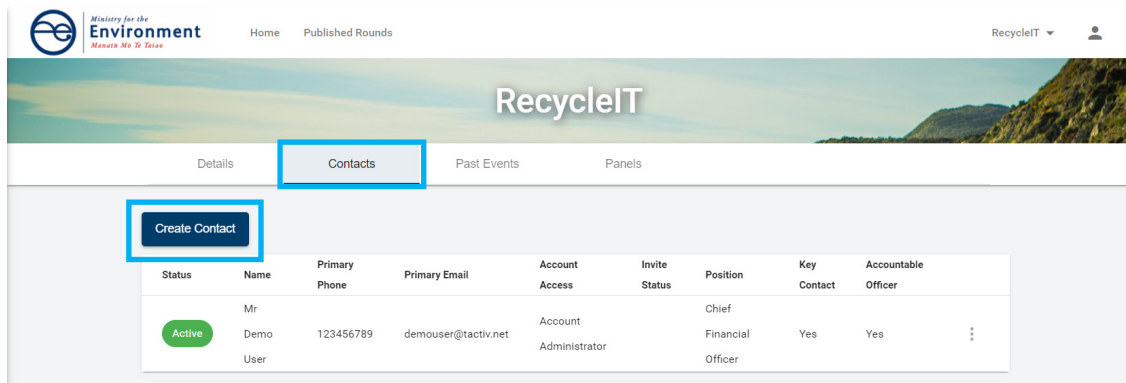 Ministry for the
Environment
Manatū Mō Te Taiao
Home
Published Rounds
RecycleIT
RecycleIT
Details
Contacts
Past Events
Panels
Create Contact
Status
Name
Primary
Phone
Primary Email
Account
Access
Invite
Status
Position
Key
Contact
Accountable
Officer
Active
Mr
Demo
User
123456789
demouser@tactiv.net
Account
Administrator
Chief
Financial
Officer
Yes
Yes